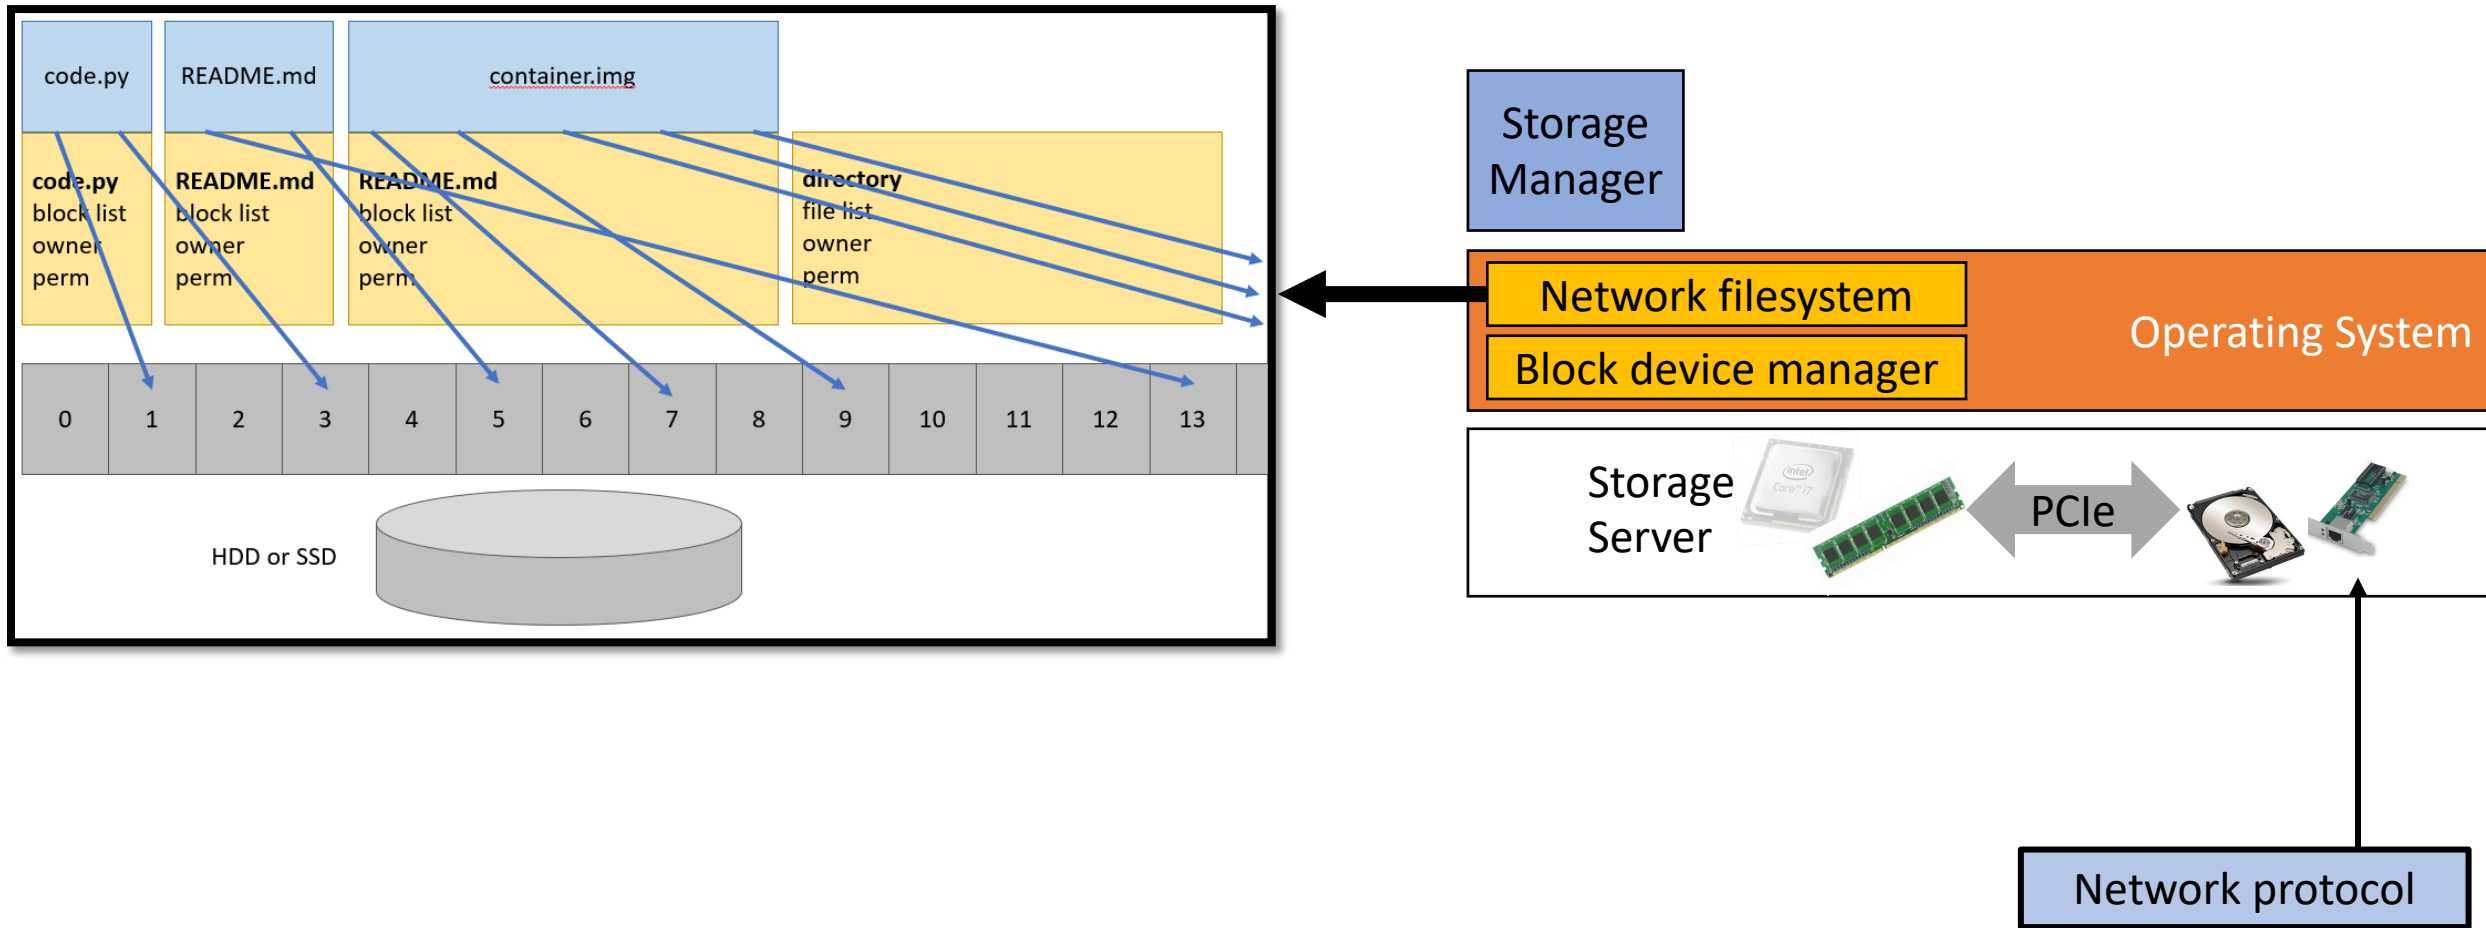 code.py
README.md
container.img
code.py
block list
owner
perm
README.md
block list
owner
perm
README.md
block list
owner
perm
directory
file list
owner
perm
0 1 2 3 4 5 6 7 8 9 10 11 12 13
HDD or SSD
Storage
Manager
Network filesystem
Block device manager
Operating System
Storage
Server
intel
Core™ i7
PCIe
Network protocol